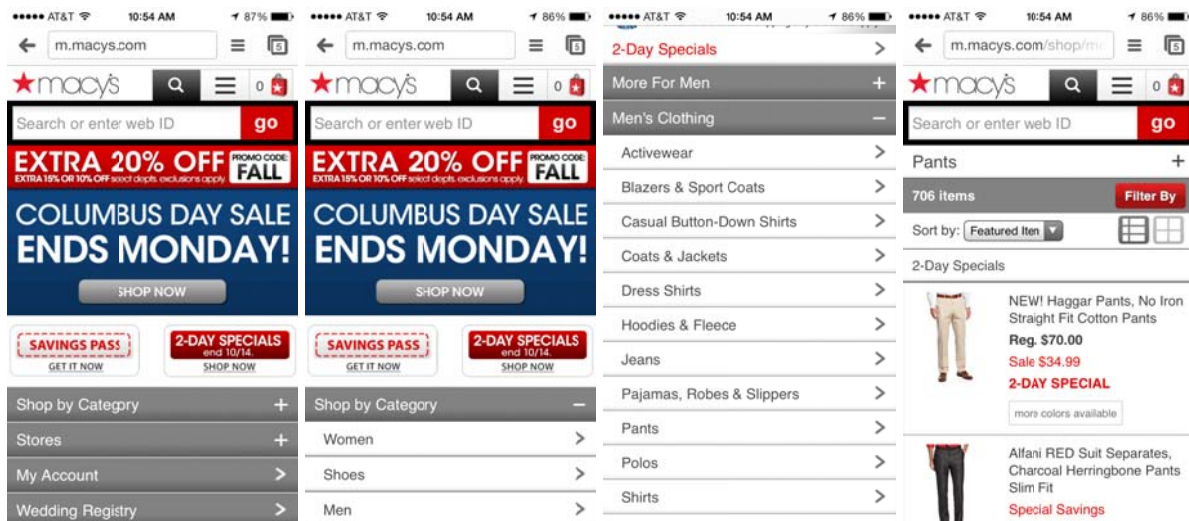 AT&T 10:54 AM 87%
m.macys.com 5
macy's 0
Search or enter web ID go
EXTRA 20% OFF PROMO CODE: FALL
EXTRA 15% OR 10% OFF select depts. exclusions apply.
COLUMBUS DAY SALE
ENDS MONDAY!
SHOP NOW
SAVINGS PASS
GET IT NOW
2-DAY SPECIALS
end 10/14.
SHOP NOW
Shop by Category +
Stores +
My Account >
Wedding Registry >
AT&T 10:54 AM 86%
m.macys.com 5
macy's 0
Search or enter web ID go
EXTRA 20% OFF PROMO CODE: FALL
EXTRA 15% OR 10% OFF select depts. exclusions apply.
COLUMBUS DAY SALE
ENDS MONDAY!
SHOP NOW
SAVINGS PASS
GET IT NOW
2-DAY SPECIALS
end 10/14.
SHOP NOW
Shop by Category −
Women >
Shoes >
Men >
AT&T 10:54 AM 86%
2-Day Specials >
More For Men +
Men's Clothing −
Activewear >
Blazers & Sport Coats >
Casual Button-Down Shirts >
Coats & Jackets >
Dress Shirts >
Hoodies & Fleece >
Jeans >
Pajamas, Robes & Slippers >
Pants >
Polos >
Shirts >
AT&T 10:54 AM 86%
m.macys.com/shop/m 5
macy's 0
Search or enter web ID go
Pants +
706 items Filter By
Sort by: Featured Iten
2-Day Specials
NEW! Haggar Pants, No Iron
Straight Fit Cotton Pants
Reg. $70.00
Sale $34.99
2-DAY SPECIAL
more colors available
Alfani RED Suit Separates,
Charcoal Herringbone Pants
Slim Fit
Special Savings